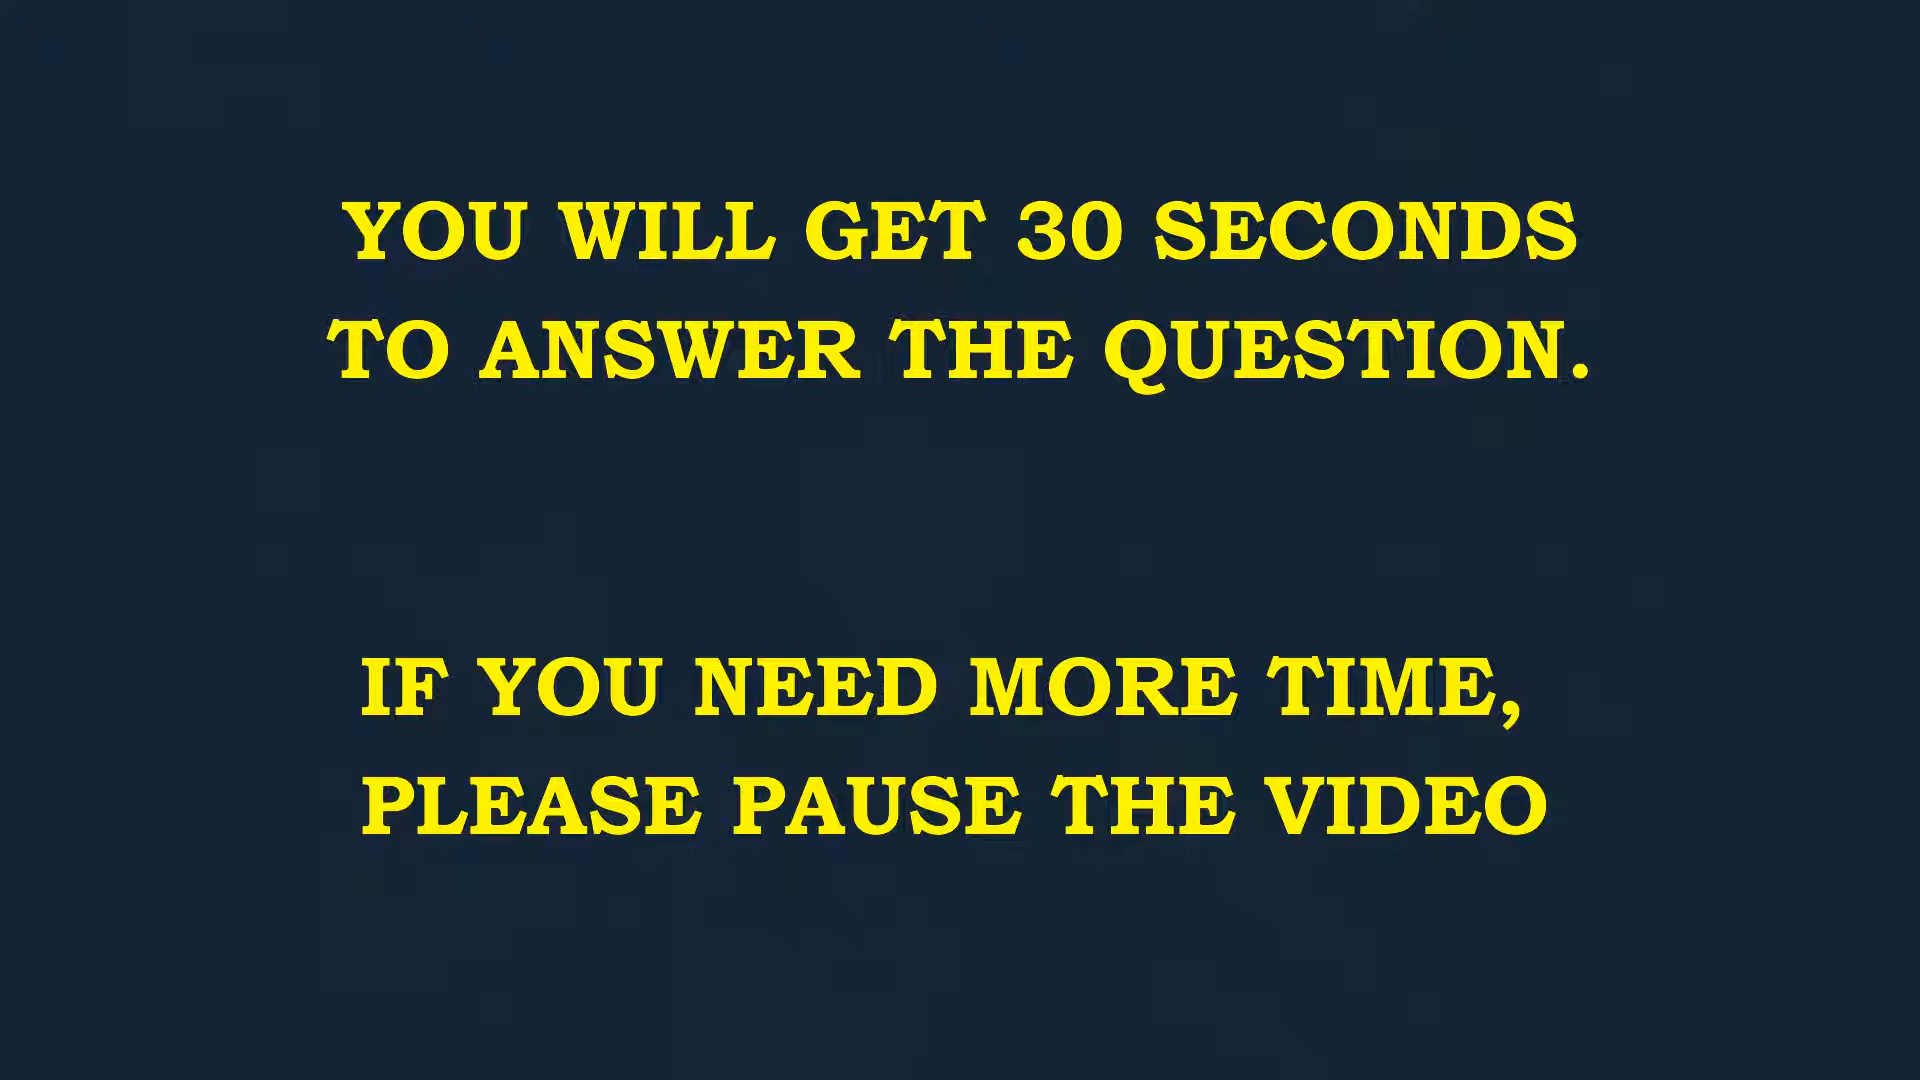 YOU WILL GET 30 SECONDS
TO ANSWER THE QUESTION.
IF YOU NEED MORE TIME,
PLEASE PAUSE THE VIDEO